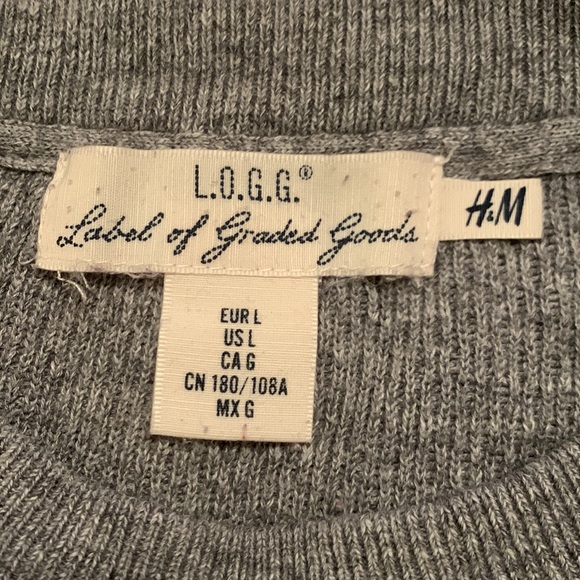 L.O.G.G.®
Label of Graded Goods
H&M
EUR L
US L
CA G
CN 180/108A
MX G